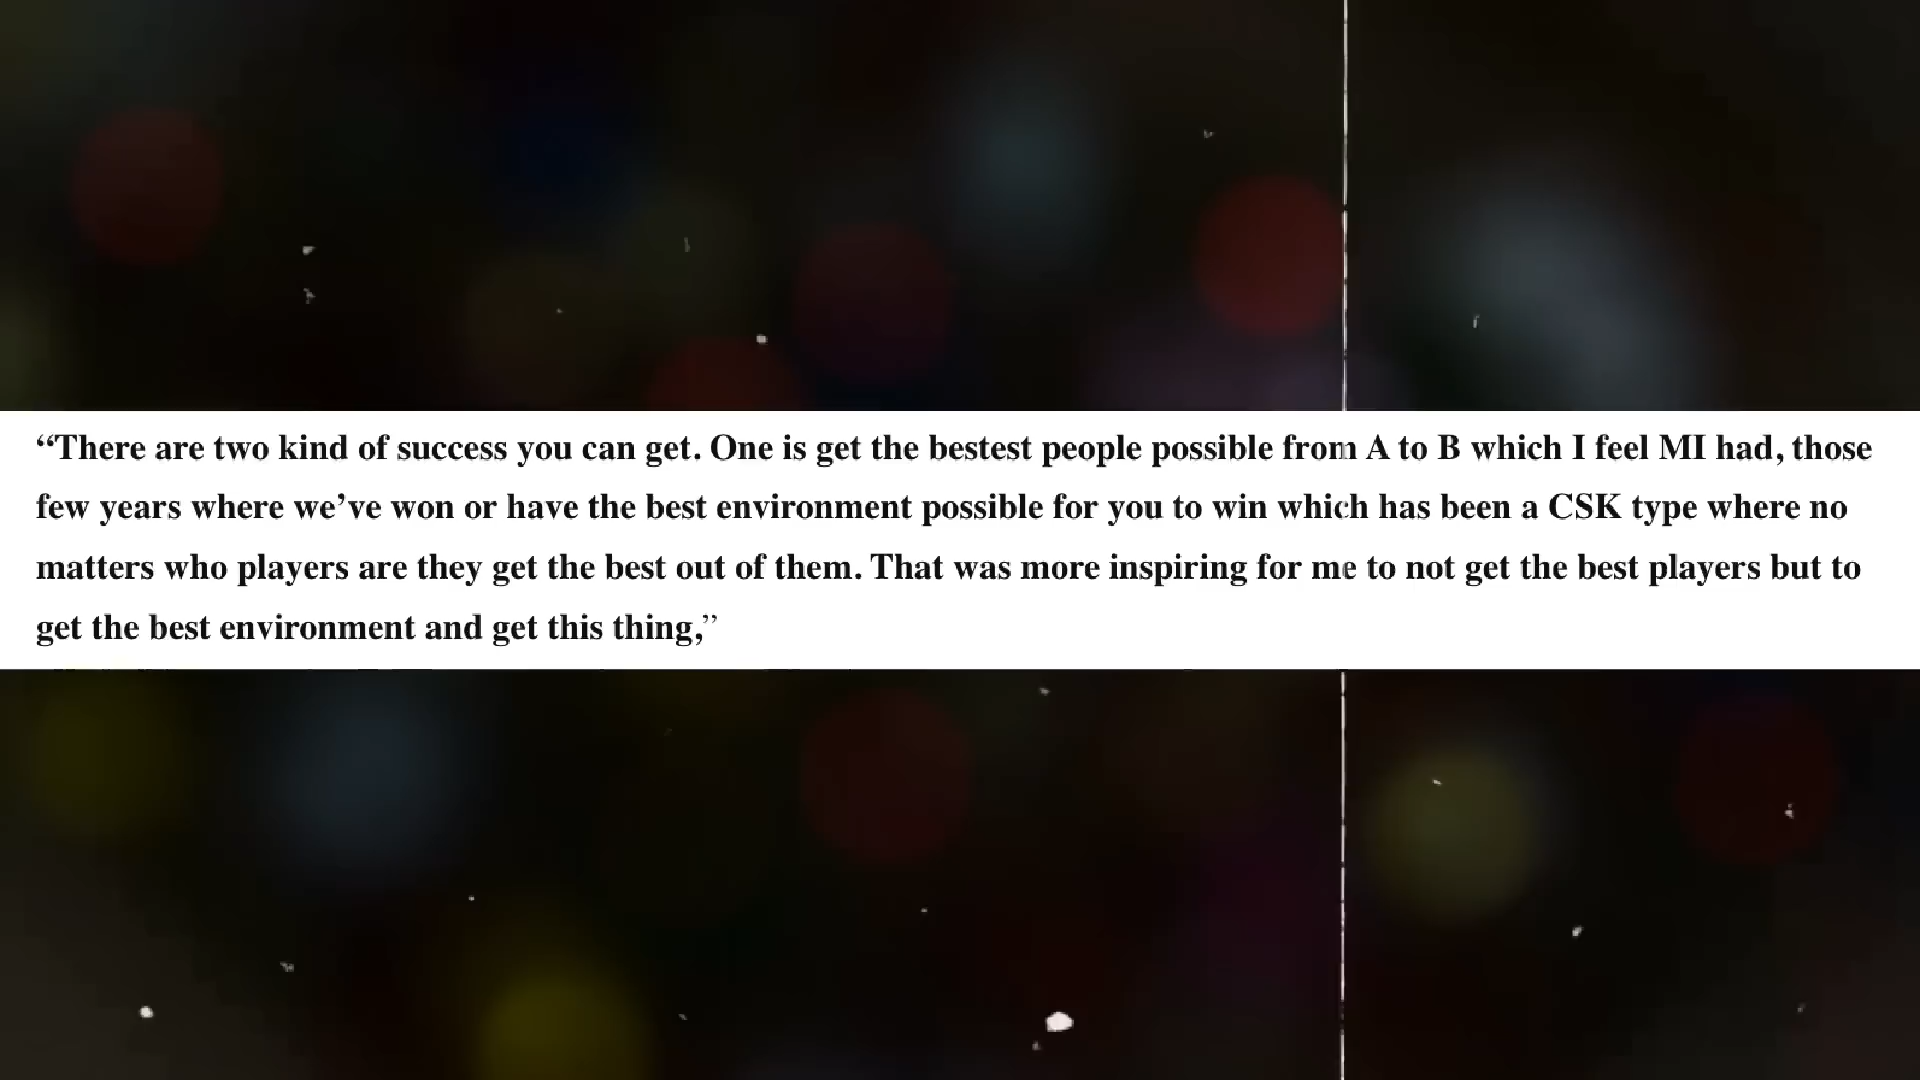 “There are two kind of success you can get. One is get the bestest people possible from A to B which I feel MI had, those
few years where we’ve won or have the best environment possible for you to win which has been a CSK type where no
matters who players are they get the best out of them. That was more inspiring for me to not get the best players but to
get the best environment and get this thing,”